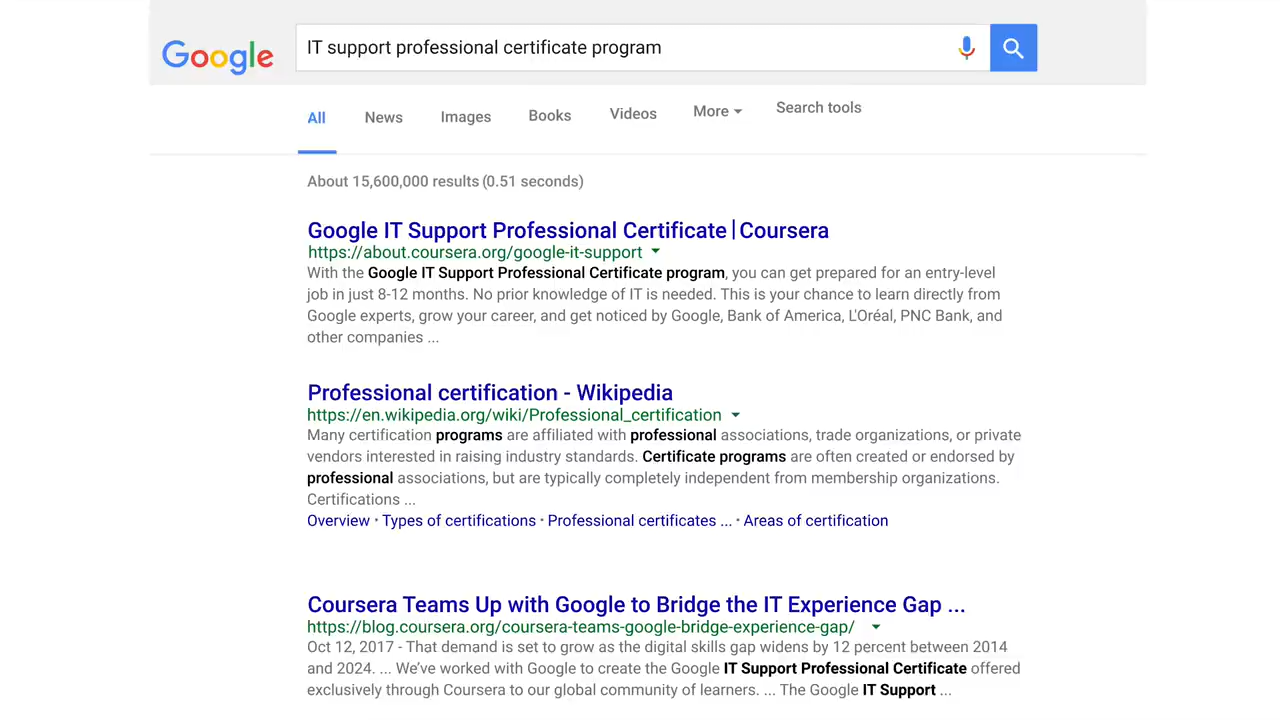 Google
IT support professional certificate program
All News Images Books Videos More Search tools
About 15,600,000 results (0.51 seconds)
Google IT Support Professional Certificate | Coursera
https://about.coursera.org/google-it-support
With the Google IT Support Professional Certificate program, you can get prepared for an entry-level
job in just 8-12 months. No prior knowledge of IT is needed. This is your chance to learn directly from
Google experts, grow your career, and get noticed by Google, Bank of America, L'Oréal, PNC Bank, and
other companies ...
Professional certification - Wikipedia
https://en.wikipedia.org/wiki/Professional_certification
Many certification programs are affiliated with professional associations, trade organizations, or private
vendors interested in raising industry standards. Certificate programs are often created or endorsed by
professional associations, but are typically completely independent from membership organizations.
Certifications ...
Overview · Types of certifications · Professional certificates ... · Areas of certification
Coursera Teams Up with Google to Bridge the IT Experience Gap ...
https://blog.coursera.org/coursera-teams-google-bridge-experience-gap/
Oct 12, 2017 - That demand is set to grow as the digital skills gap widens by 12 percent between 2014
and 2024. ... We've worked with Google to create the Google IT Support Professional Certificate offered
exclusively through Coursera to our global community of learners. ... The Google IT Support ...